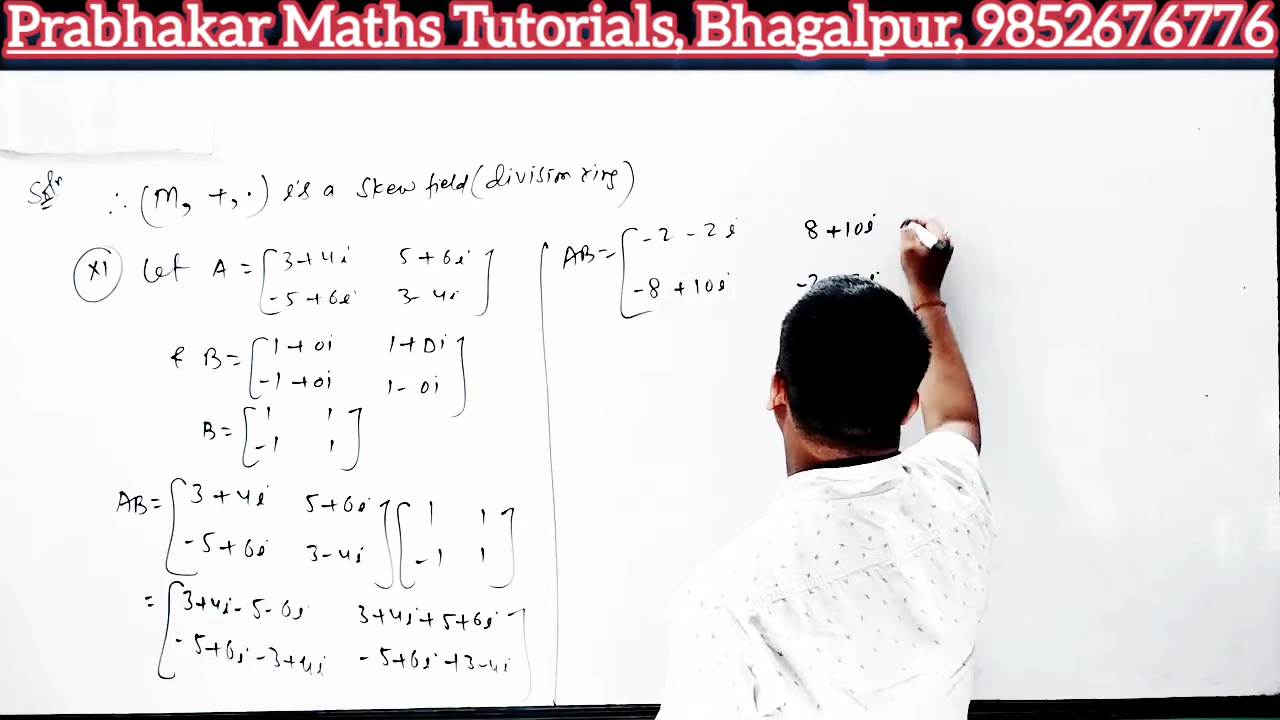 Prabhakar Maths Tutorials, Bhagalpur, 9852676776
Soln ∴ (M, +, ·) is a skew field (division ring)
(xi) Let A = [3+4i 5+6i
-5+6i 3-4i]
& B = [1+0i 1+0i
-1+0i 1-0i]
B = [1 1
-1 1]
AB = [3+4i 5+6i
-5+6i 3-4i] [1 1
-1 1]
= [3+4i-5-6i 3+4i+5+6i
-5+6i-3+4i -5+6i+3-4i]
AB = [-2-2i 8+10i
-8+10i